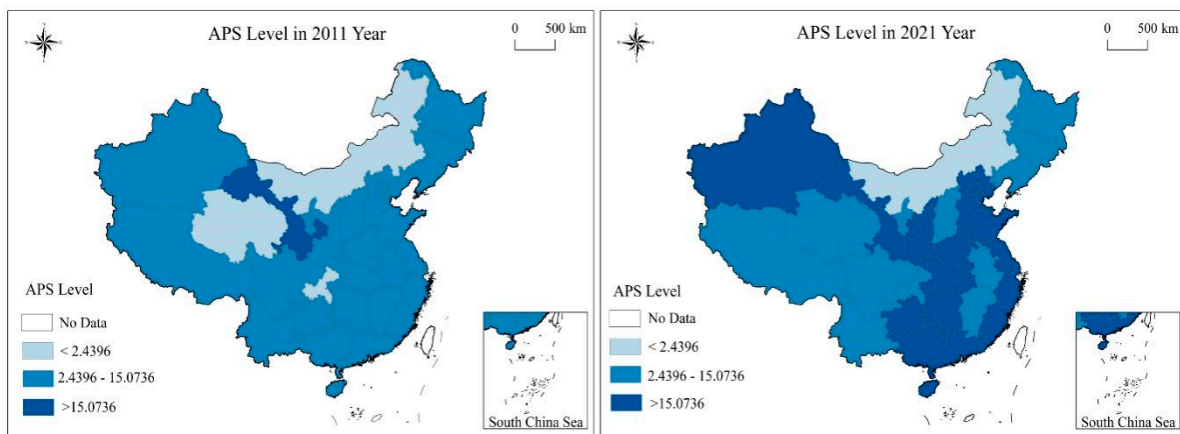 APS Level in 2011 Year
0 500 km
APS Level
No Data
< 2.4396
2.4396 - 15.0736
>15.0736
South China Sea
APS Level in 2021 Year
0 500 km
APS Level
No Data
< 2.4396
2.4396 - 15.0736
>15.0736
South China Sea